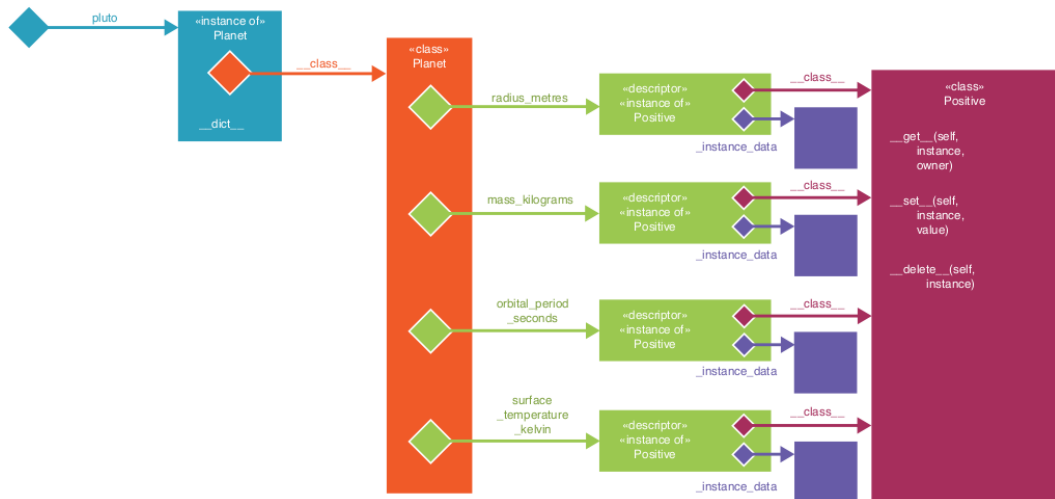 pluto
«instance of»
Planet
__class__
__dict__
«class»
Planet
radius_metres
«descriptor»
«instance of»
Positive
__class__
_instance_data
mass_kilograms
«descriptor»
«instance of»
Positive
__class__
_instance_data
orbital_period
_seconds
«descriptor»
«instance of»
Positive
__class__
_instance_data
surface
_temperature
_kelvin
«descriptor»
«instance of»
Positive
__class__
_instance_data
«class»
Positive
__get__(self,
instance,
owner)
__set__(self,
instance,
value)
__delete__(self,
instance)